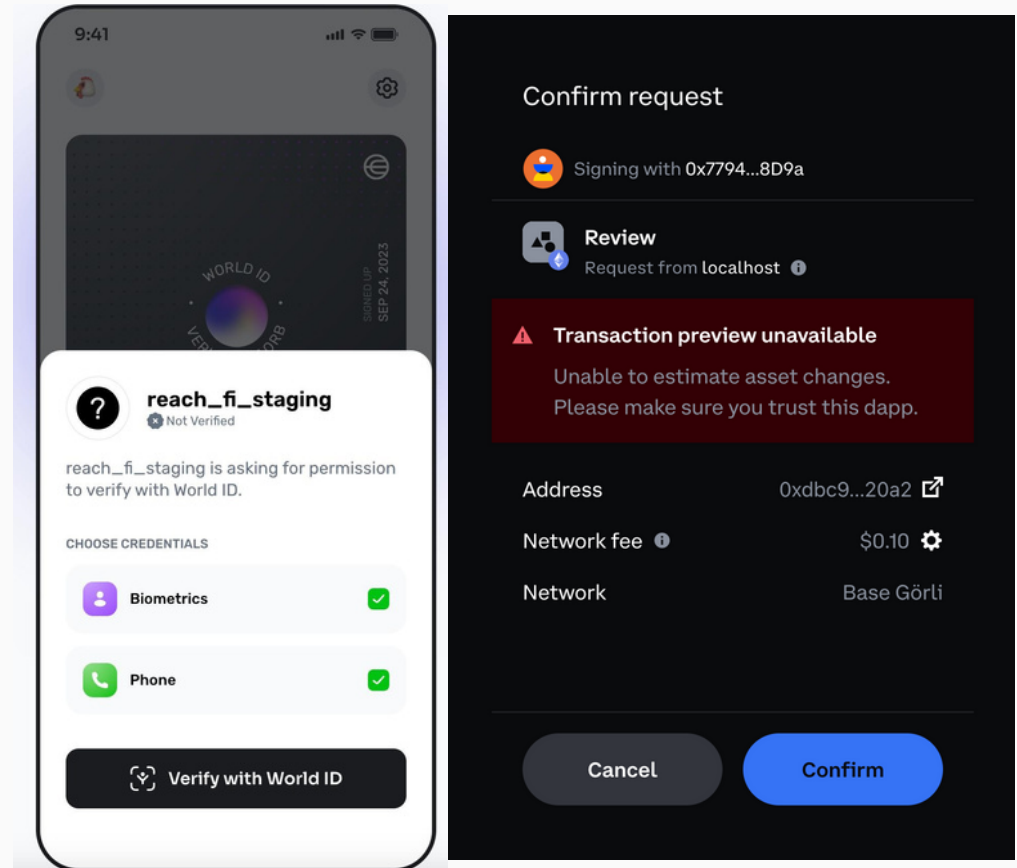 9:41
WORLD ID
SIGNED UP
SEP 24, 2023
?
reach_fi_staging
Not Verified
reach_fi_staging is asking for permission
to verify with World ID.
CHOOSE CREDENTIALS
Biometrics
Phone
Verify with World ID
Confirm request
Signing with 0x7794...8D9a
Review
Request from localhost
Transaction preview unavailable
Unable to estimate asset changes.
Please make sure you trust this dapp.
Address 0xdbc9...20a2
Network fee $0.10
Network Base Görli
Cancel Confirm